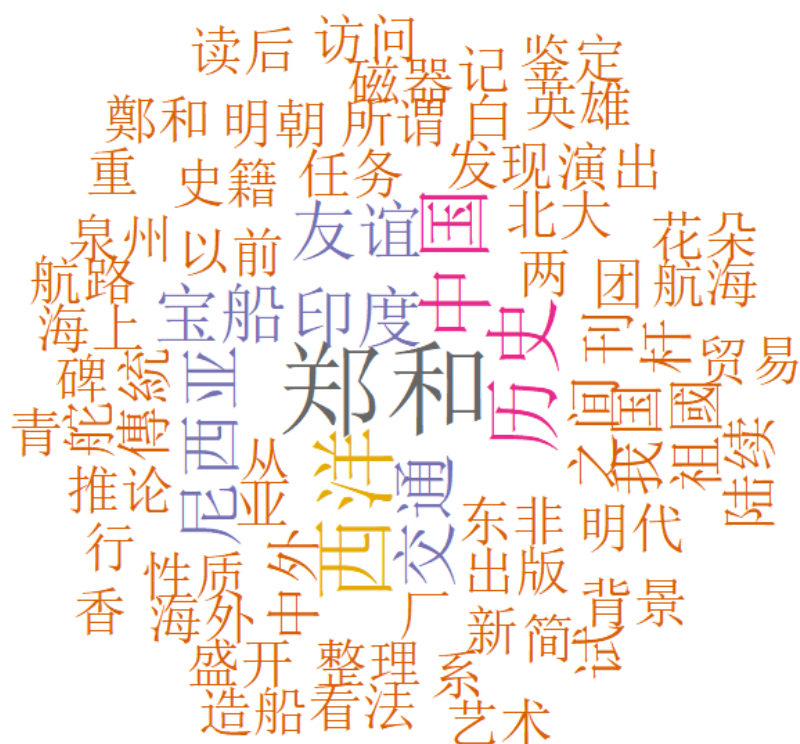 读后
访问
磁器记
鉴定
鄭和
明朝
所谓
白
英雄
重
史籍
任务
发现
演出
泉州
以前
友谊
中国
北大
花朵
航路
宝船
印度
两
团
航海
海上
郑和
历史
刊
杆
贸易
碑
舵
傳統
尼西亚
之间
我国
祖國
青
丛
西洋
交通
陆续
推论
亚
东非
明代
行
性质
中外
出版
背景
香
海外
厂
新
简
试
盛开
整理
系
造船
看法
艺术